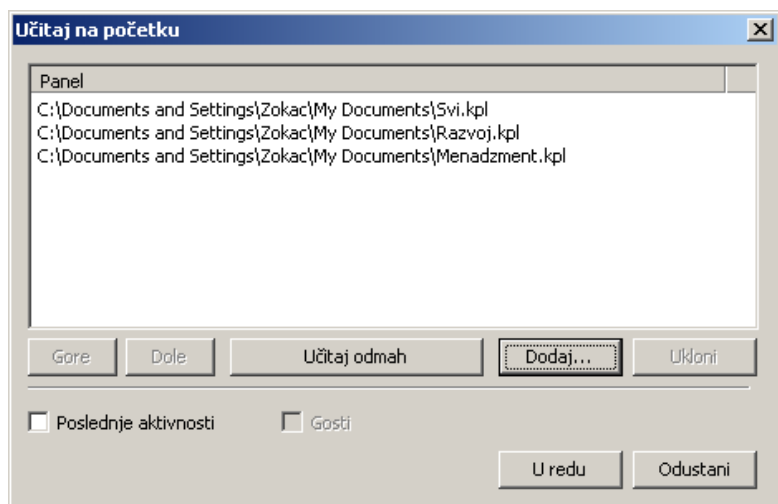 Učitaj na početku
Panel
C:\Documents and Settings\Zokac\My Documents\Svi.kpl
C:\Documents and Settings\Zokac\My Documents\Razvoj.kpl
C:\Documents and Settings\Zokac\My Documents\Menadzment.kpl
Gore Dole Učitaj odmah Dodaj... Ukloni
Poslednje aktivnosti Gosti
U redu Odustani